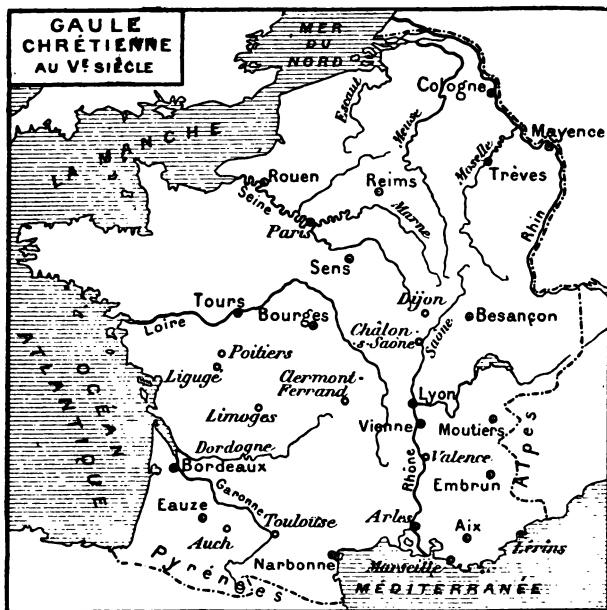 GAULE
CHRÉTIENNE
AU Vᴱ SIÈCLE
MER
DU
NORD
Escaut
Meuse
Cologne
Mayence
Moselle
Trèves
Rhin
LA MANCHE
Rouen
Seine
Reims
Marne
Paris
Sens
Tours
Loire
Bourges
Dijon
Besançon
Châlon
s-Saône
Saône
Poitiers
Ligugé
Clermont-
Ferrand
Limoges
Lyon
Vienne
Moutiers
ALPES
OCÉAN
ATLANTIQUE
Dordogne
Bordeaux
Garonne
Rhône
Valence
Embrun
Eauze
Auch
Toulouse
Arles
Aix
Lérins
Narbonne
Marseille
Pyrénées
MÉDITERRANÉE